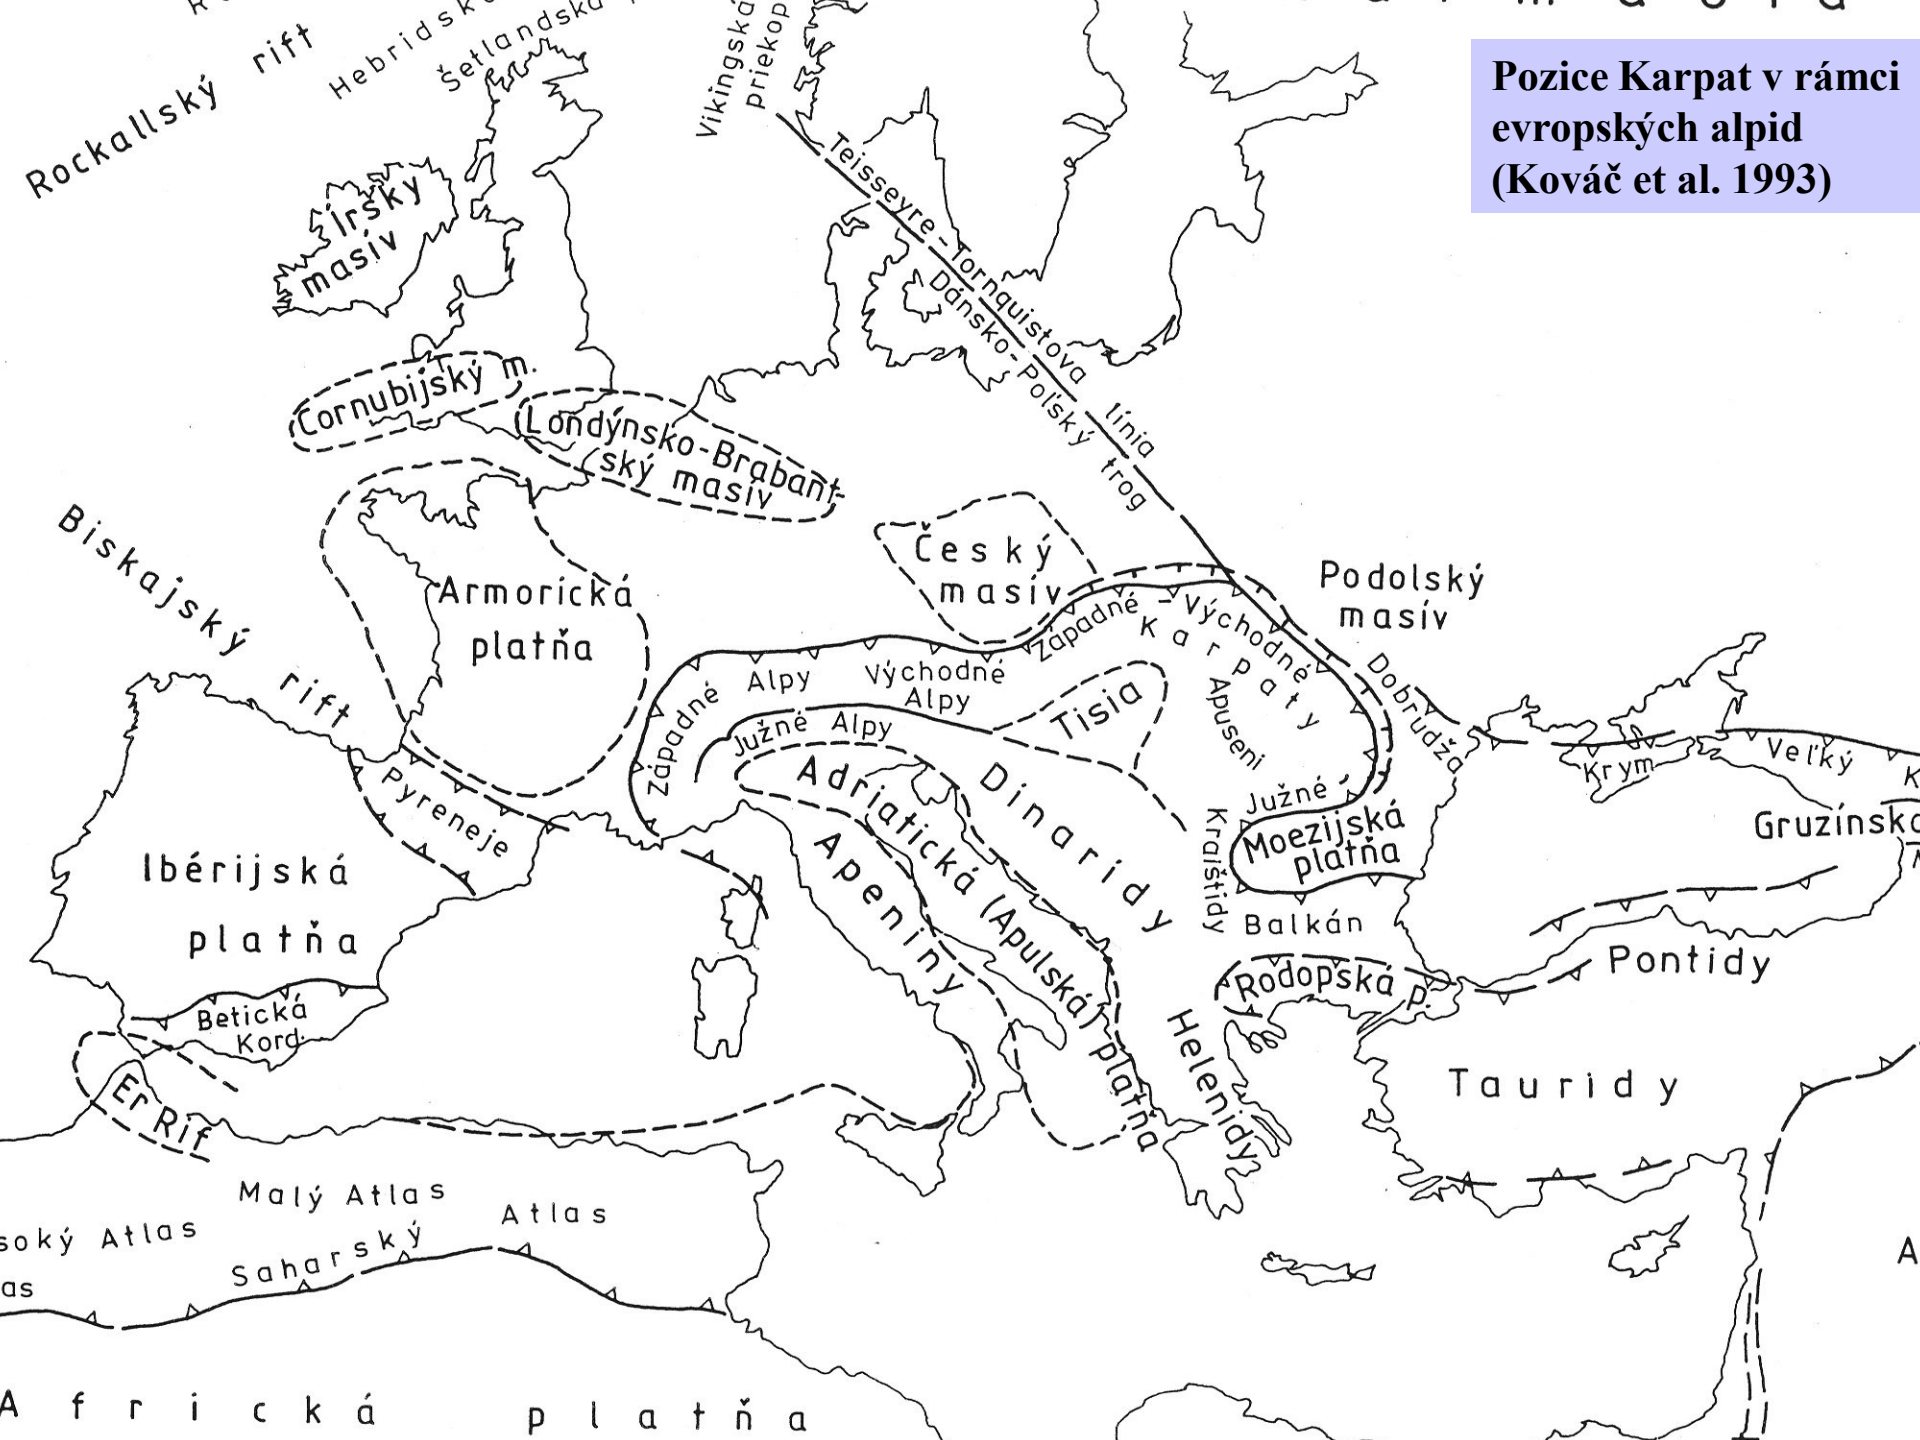 Pozice Karpat v rámci
evropských alpid
(Kováč et al. 1993)
Rockallský rift
Šetlandská
Vikingská
priekop
Írsky
masív
Teisseyre-Tornquistova línia
Dánsko-Poľský trog
Cornubijský m.
Londýnsko-Brabant-
ský masív
Biskajský rift
Armorická
platňa
Český
masív
Podolský
masív
Západné
Alpy
Východné
Alpy
Južné Alpy
Západné - Východné
Karpaty
Južné
Tisia
Apuseni
Dobrudža
Krym
Veľký
Gruzínsk
Pyreneje
Ibérijská
platňa
Adriatická (Apulská) platňa
Apeniny
Dinaridy
Kraištidy
Moezijská
platňa
Balkán
Rodopská p.
Pontidy
Betická
Kord.
Er Rif
Helenidy
Tauridy
Malý Atlas
soký Atlas
Saharský Atlas
as
A
Africká platňa